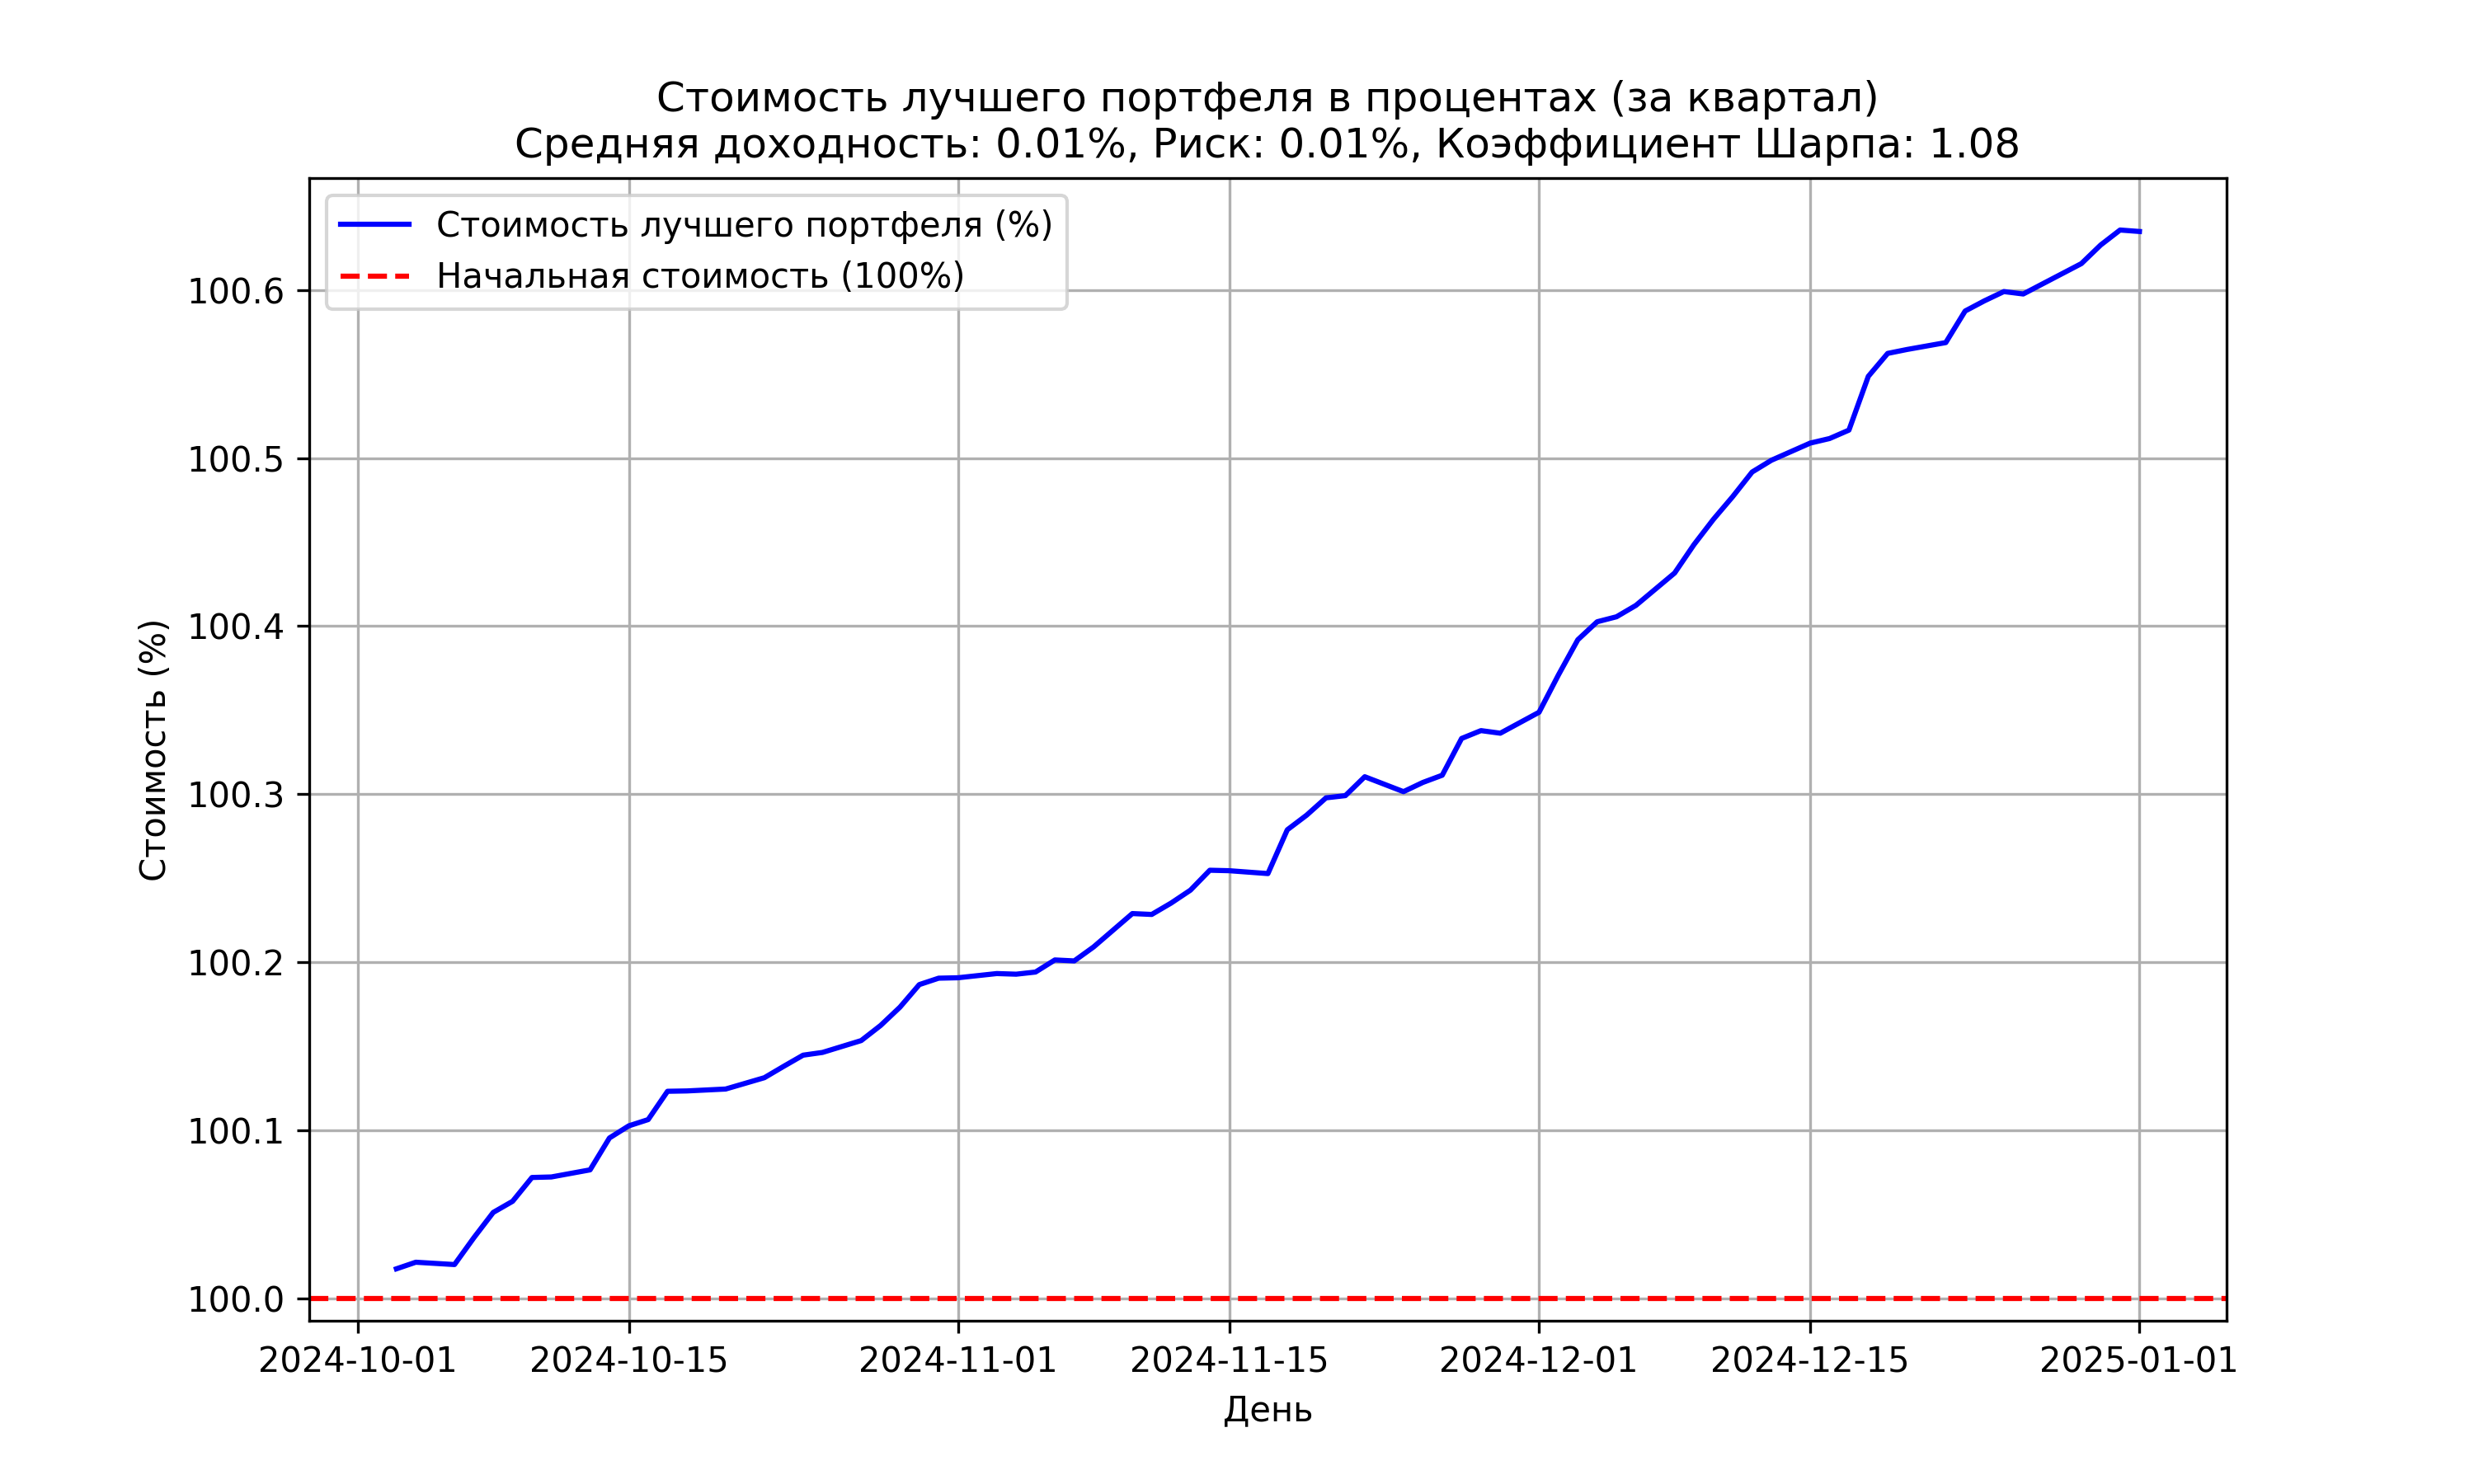 Стоимость лучшего портфеля в процентах (за квартал)
Средняя доходность: 0.01%, Риск: 0.01%, Коэффициент Шарпа: 1.08
Стоимость лучшего портфеля (%)
Начальная стоимость (100%)
Стоимость (%)
100.6
100.5
100.4
100.3
100.2
100.1
100.0
2024-10-01
2024-10-15
2024-11-01
2024-11-15
2024-12-01
2024-12-15
2025-01-01
День